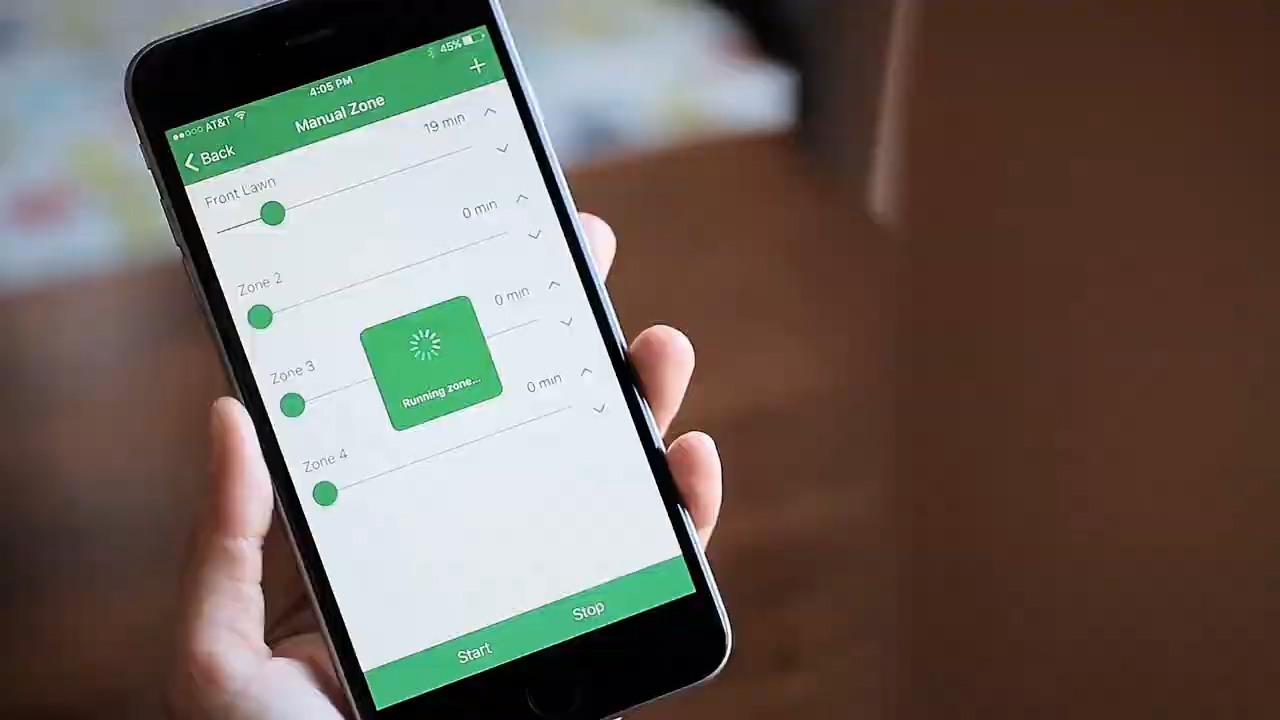 AT&T 4:05 PM 45%
Back Manual Zone +
Front Lawn 19 min
Zone 2 0 min
Zone 3 0 min
Running zone...
Zone 4 0 min
Start Stop